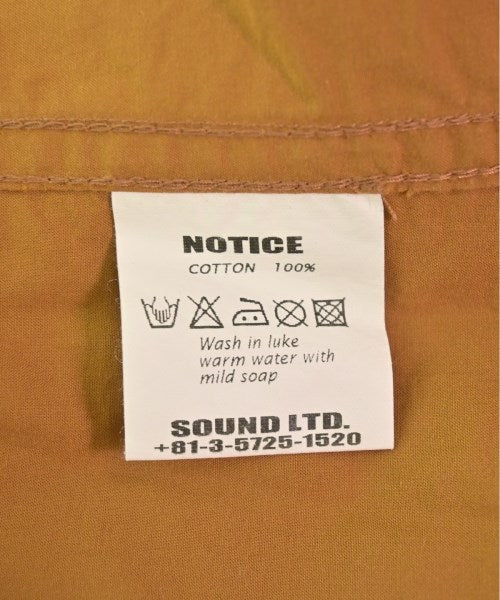 NOTICE
COTTON 100%
Wash in luke
warm water with
mild soap
SOUND LTD.
+81-3-5725-1520